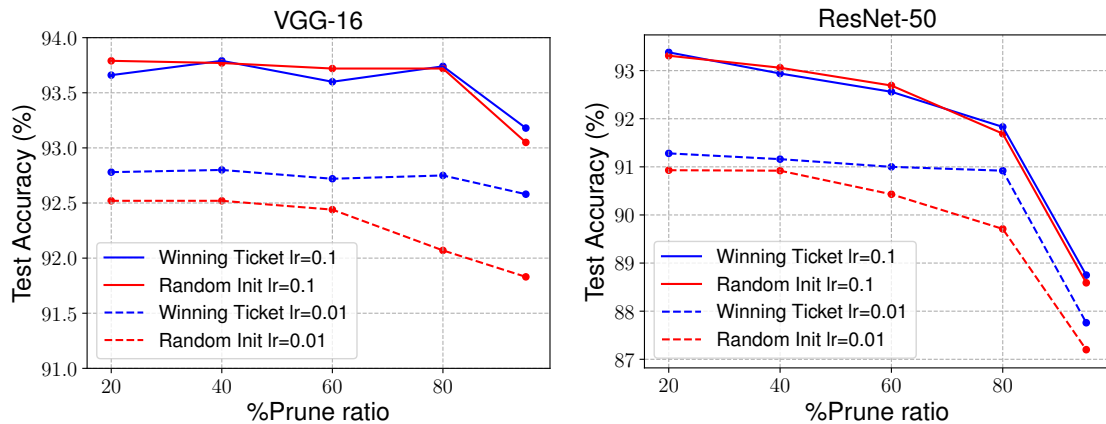 VGG-16
Test Accuracy (%)
94.0
93.5
93.0
92.5
92.0
91.5
91.0
Winning Ticket lr=0.1
Random Init lr=0.1
Winning Ticket lr=0.01
Random Init lr=0.01
20 40 60 80
%Prune ratio
ResNet-50
Test Accuracy (%)
93
92
91
90
89
88
87
Winning Ticket lr=0.1
Random Init lr=0.1
Winning Ticket lr=0.01
Random Init lr=0.01
20 40 60 80
%Prune ratio